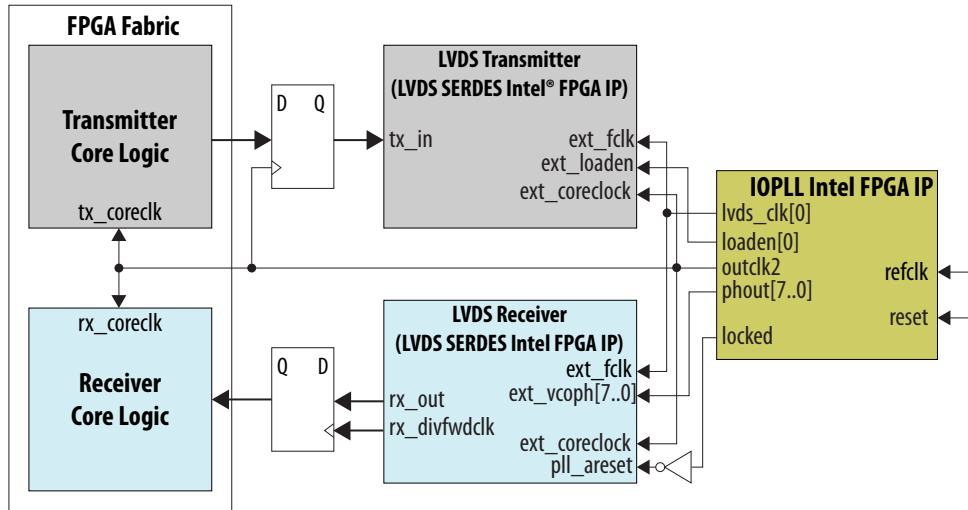 FPGA Fabric
Transmitter
Core Logic
tx_coreclk
D Q
LVDS Transmitter
(LVDS SERDES Intel® FPGA IP)
tx_in
ext_fclk
ext_loaden
ext_coreclock
IOPLL Intel FPGA IP
lvds_clk[0]
loaden[0]
outclk2
phout[7..0]
locked
refclk
reset
rx_coreclk
Receiver
Core Logic
Q D
LVDS Receiver
(LVDS SERDES Intel FPGA IP)
rx_out
rx_divfwdclk
ext_fclk
ext_vcoph[7..0]
ext_coreclock
pll_areset